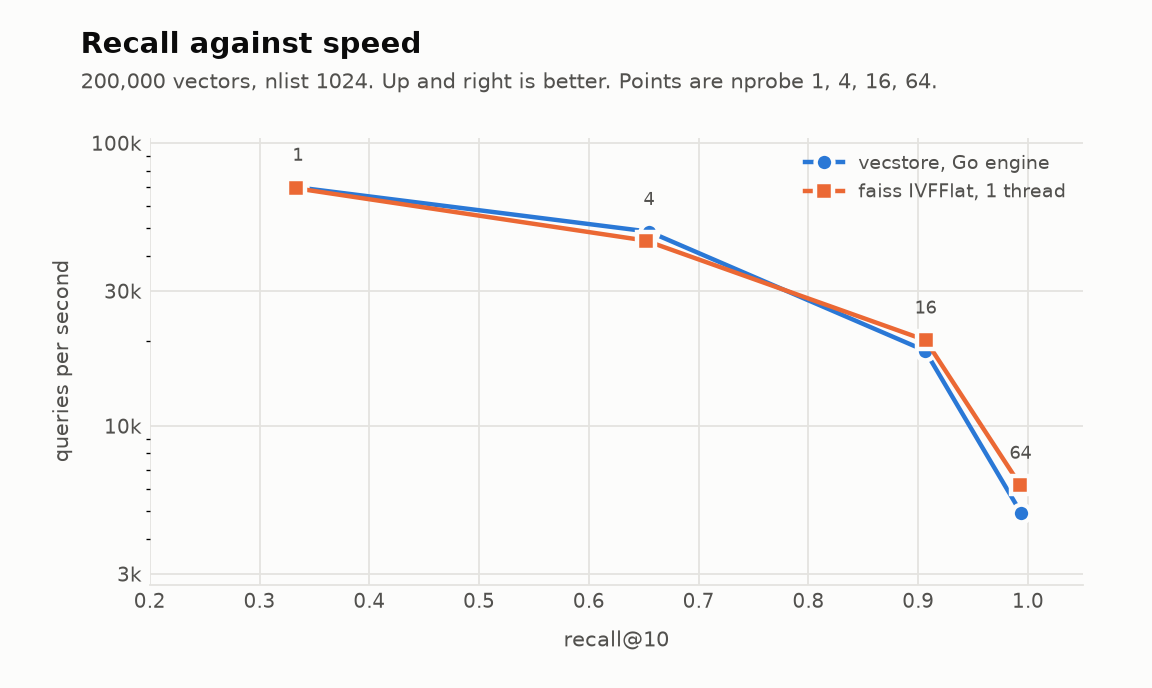 Recall against speed
200,000 vectors, nlist 1024. Up and right is better. Points are nprobe 1, 4, 16, 64.
100k
30k
10k
3k
queries per second
1
4
16
64
vecstore, Go engine
faiss IVFFlat, 1 thread
0.2 0.3 0.4 0.5 0.6 0.7 0.8 0.9 1.0
recall@10